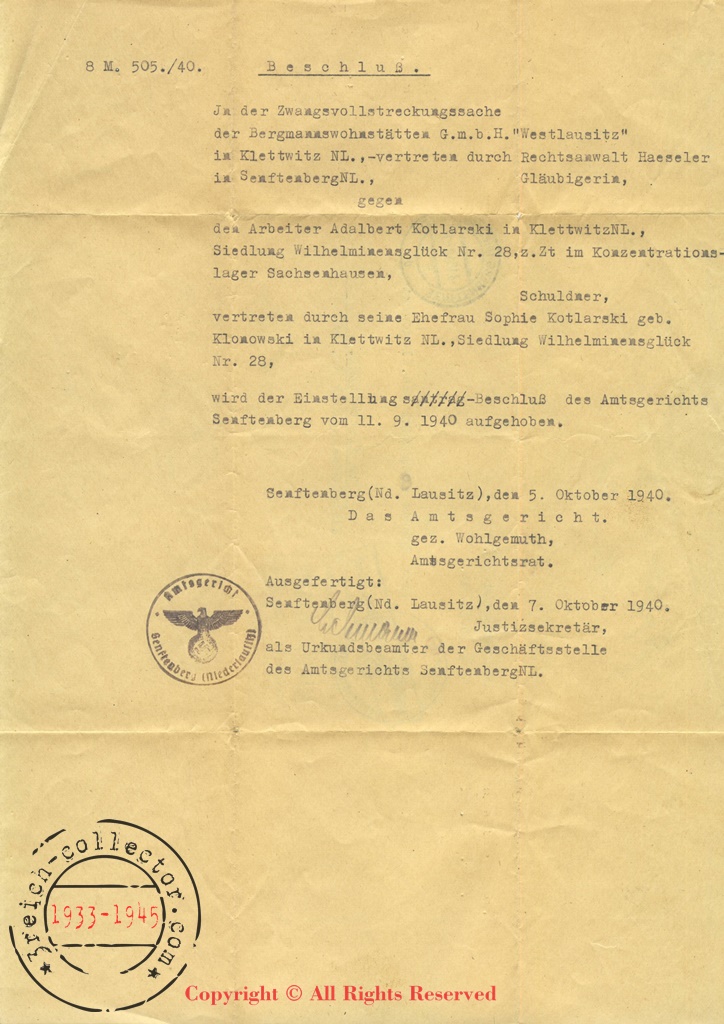 8 M. 505./40. Beschluß.
Jn der Zwangsvollstreckungssache
der Bergmannswohnstätten G.m.b.H."Westlausitz"
in Klettwitz NL.,-vertreten durch Rechtsanwalt Haeseler
in SenftenbergNL., Gläubigerin,
gegen
den Arbeiter Adalbert Kotlarski in KlettwitzNL.,
Siedlung Wilhelminensglück Nr. 28,z.Zt im Konzentrations-
lager Sachsenhausen,
Schuldner,
vertreten durch seine Ehefrau Sophie Kotlarski geb.
Klonowski in Klettwitz NL.,Siedlung Wilhelminensglück
Nr. 28,
wird der Einstellungs-Beschluß des Amtsgerichts
Senftenberg vom 11. 9. 1940 aufgehoben.
Senftenberg(Nd. Lausitz),den 5. Oktober 1940.
Das Amtsgericht.
gez. Wohlgemuth,
Amtsgerichtsrat.
Ausgefertigt:
Senftenberg(Nd. Lausitz),den 7. Oktober 1940.
Justizsekretär,
als Urkundsbeamter der Geschäftsstelle
des Amtsgerichts SenftenbergNL.
Amtsgericht
Senftenberg (Niederlausitz)
3reich-collector.com
1933-1945
Copyright © All Rights Reserved